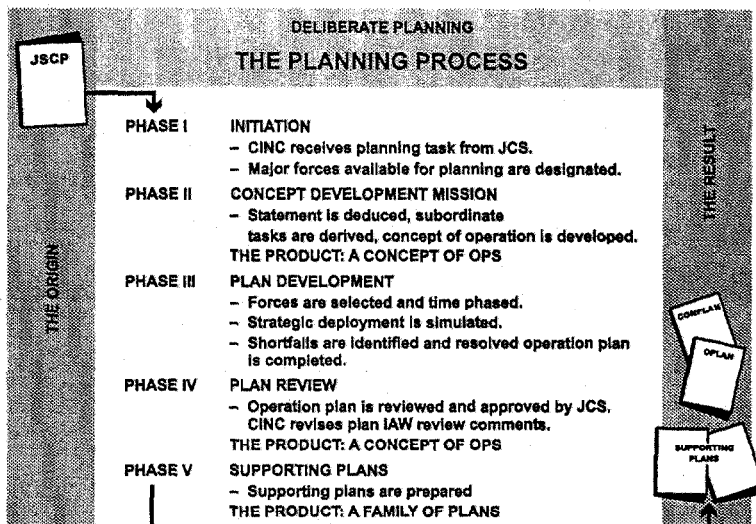 DELIBERATE PLANNING
THE PLANNING PROCESS
JSCP
THE ORIGIN
PHASE I INITIATION
– CINC receives planning task from JCS.
– Major forces available for planning are designated.
PHASE II CONCEPT DEVELOPMENT MISSION
– Statement is deduced, subordinate
tasks are derived, concept of operation is developed.
THE PRODUCT: A CONCEPT OF OPS
PHASE III PLAN DEVELOPMENT
– Forces are selected and time phased.
– Strategic deployment is simulated.
– Shortfalls are identified and resolved operation plan
is completed.
PHASE IV PLAN REVIEW
– Operation plan is reviewed and approved by JCS.
CINC revises plan IAW review comments.
THE PRODUCT: A CONCEPT OF OPS
PHASE V SUPPORTING PLANS
– Supporting plans are prepared
THE PRODUCT: A FAMILY OF PLANS
THE RESULT
CONPLAN
OPLAN
SUPPORTING
PLANS